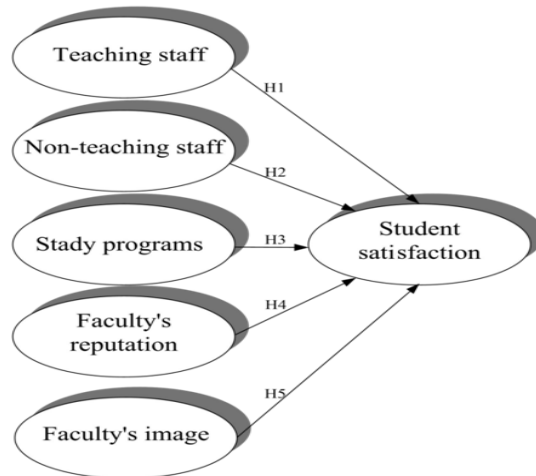 Teaching staff
H1
Non-teaching staff
H2
Stady programs
H3
Student
satisfaction
Faculty's
reputation
H4
Faculty's image
H5